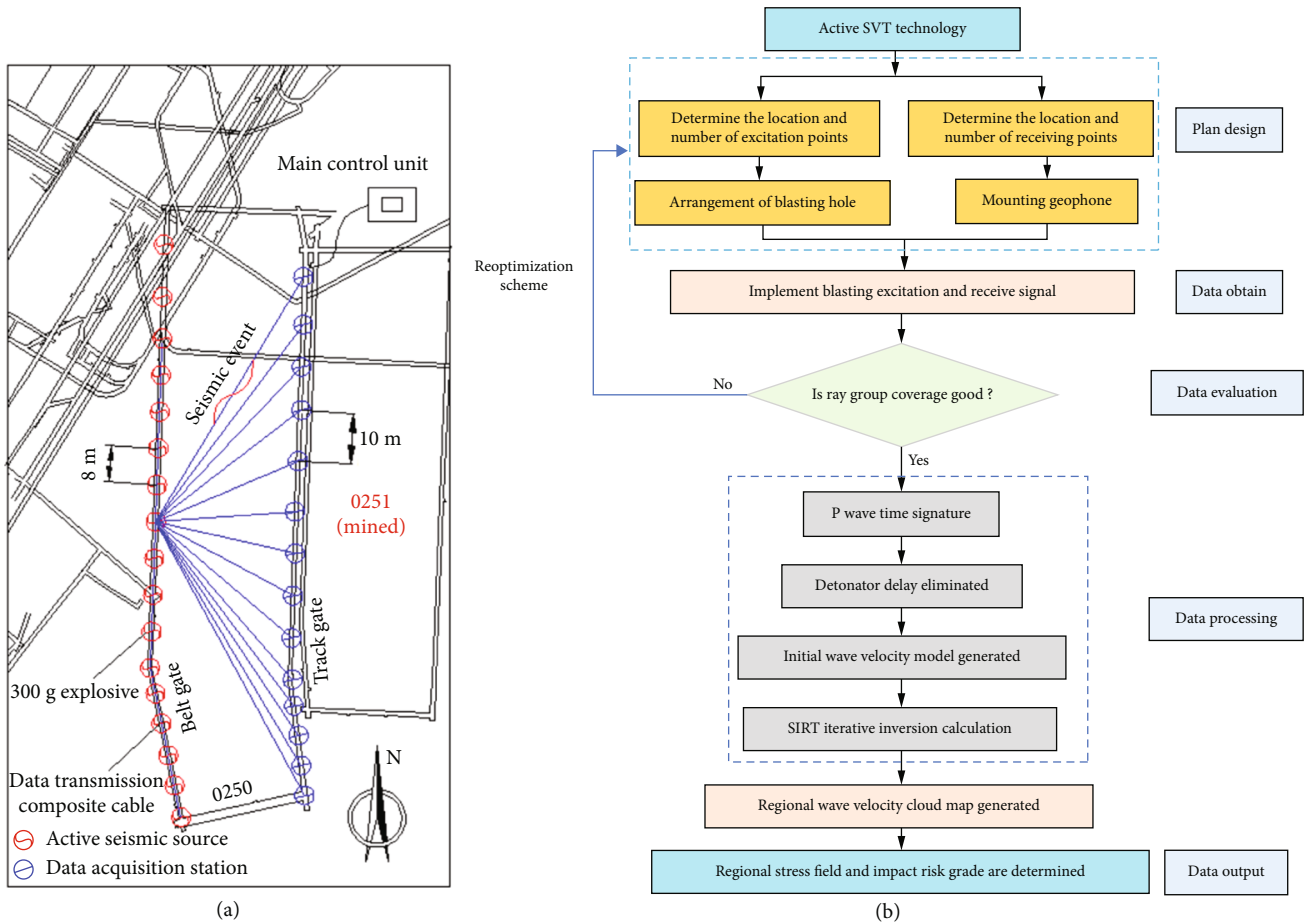 Main control unit
Seismic event
10 m
8 m
0251
(mined)
Track gate
300 g explosive
Belt gate
Data transmission
composite cable
0250
N
Active seismic source
Data acquisition station
(a)
Active SVT technology
Determine the location and
number of excitation points
Determine the location and
number of receiving points
Plan design
Arrangement of blasting hole
Mounting geophone
Reoptimization
scheme
Implement blasting excitation and receive signal
Data obtain
No
Is ray group coverage good ?
Data evaluation
Yes
P wave time signature
Detonator delay eliminated
Initial wave velocity model generated
SIRT iterative inversion calculation
Data processing
Regional wave velocity cloud map generated
Regional stress field and impact risk grade are determined
Data output
(b)